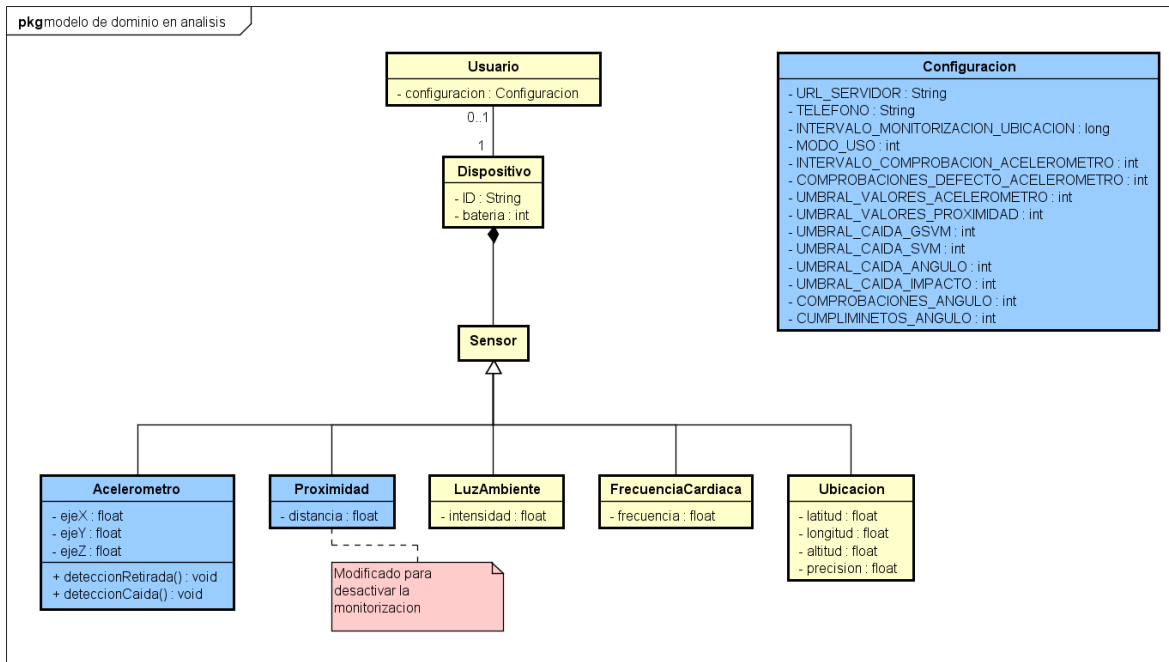 pkg modelo de dominio en analisis
Usuario
- configuracion : Configuracion
0..1
1
Dispositivo
- ID : String
- bateria : int
Sensor
Configuracion
- URL_SERVIDOR : String
- TELEFONO : String
- INTERVALO_MONITORIZACION_UBICACION : long
- MODO_USO : int
- INTERVALO_COMPROBACION_ACELEROMETRO : int
- COMPROBACIONES_DEFECTO_ACELEROMETRO : int
- UMBRAL_VALORES_ACELEROMETRO : int
- UMBRAL_VALORES_PROXIMIDAD : int
- UMBRAL_CAIDA_GSVM : int
- UMBRAL_CAIDA_SVM : int
- UMBRAL_CAIDA_ANGULO : int
- UMBRAL_CAIDA_IMPACTO : int
- COMPROBACIONES_ANGULO : int
- CUMPLIMINETOS_ANGULO : int
Acelerometro
- ejeX : float
- ejeY : float
- ejeZ : float
+ deteccionRetirada() : void
+ deteccionCaida() : void
Proximidad
- distancia : float
Modificado para
desactivar la
monitorizacion
LuzAmbiente
- intensidad : float
FrecuenciaCardiaca
- frecuencia : float
Ubicacion
- latitud : float
- longitud : float
- altitud : float
- precision : float